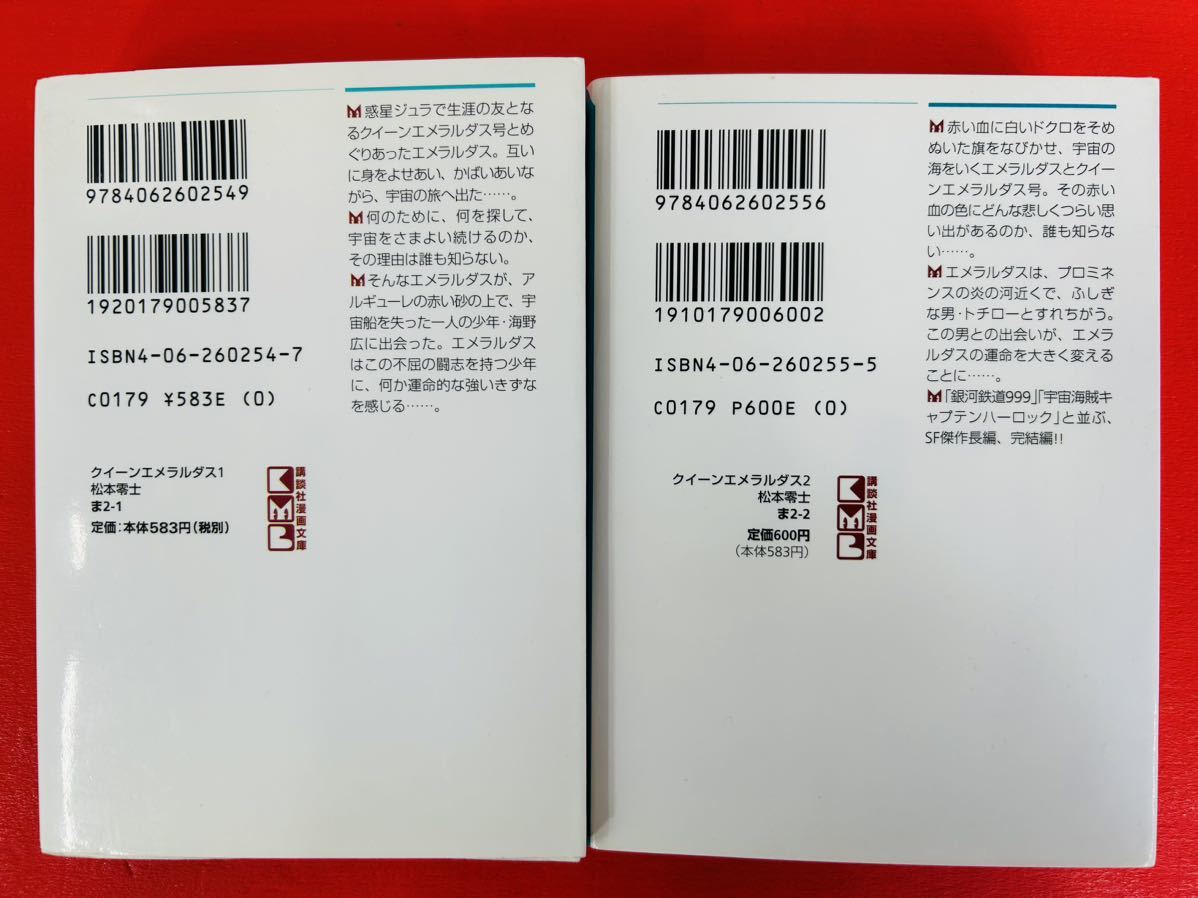 9784062602549
1920179005837
ISBN4-06-260254-7
C0179 ¥583E (0)
惑星ジュラで生涯の友とな
るクイーンエメラルダス号とめ
ぐりあったエメラルダス。互い
に身をよせあい、かばいあいな
がら、宇宙の旅へ出た……。
何のために、何を探して、
宇宙をさまよい続けるのか、
その理由は誰も知らない。
そんなエメラルダスが、ア
ルギューレの赤い砂の上で、宇
宙船を失った一人の少年・海野
広に出会った。エメラルダス
はこの不屈の闘志を持つ少年
に、何か運命的な強いきずな
を感じる……。
クイーンエメラルダス1
松本零士
ま2-1
定価:本体583円(税別)
講談社漫画文庫
KMB
9784062602556
1910179006002
ISBN4-06-260255-5
C0179 P600E (0)
赤い血に白いドクロをそめ
ぬいた旗をなびかせ、宇宙の
海をいくエメラルダスとクイー
ンエメラルダス号。その赤い
血の色にどんな悲しくつらい思
い出があるのか、誰も知らな
い……。
エメラルダスは、プロミネ
ンスの炎の河近くで、ふしぎ
な男・トチローとすれちがう。
この男との出会いが、エメラ
ルダスの運命を大きく変える
ことに……。
「銀河鉄道999」「宇宙海賊キ
ャプテンハーロック」と並ぶ、
SF傑作長編、完結編!!
クイーンエメラルダス2
松本零士
ま2-2
定価600円
(本体583円)
講談社漫画文庫
KMB